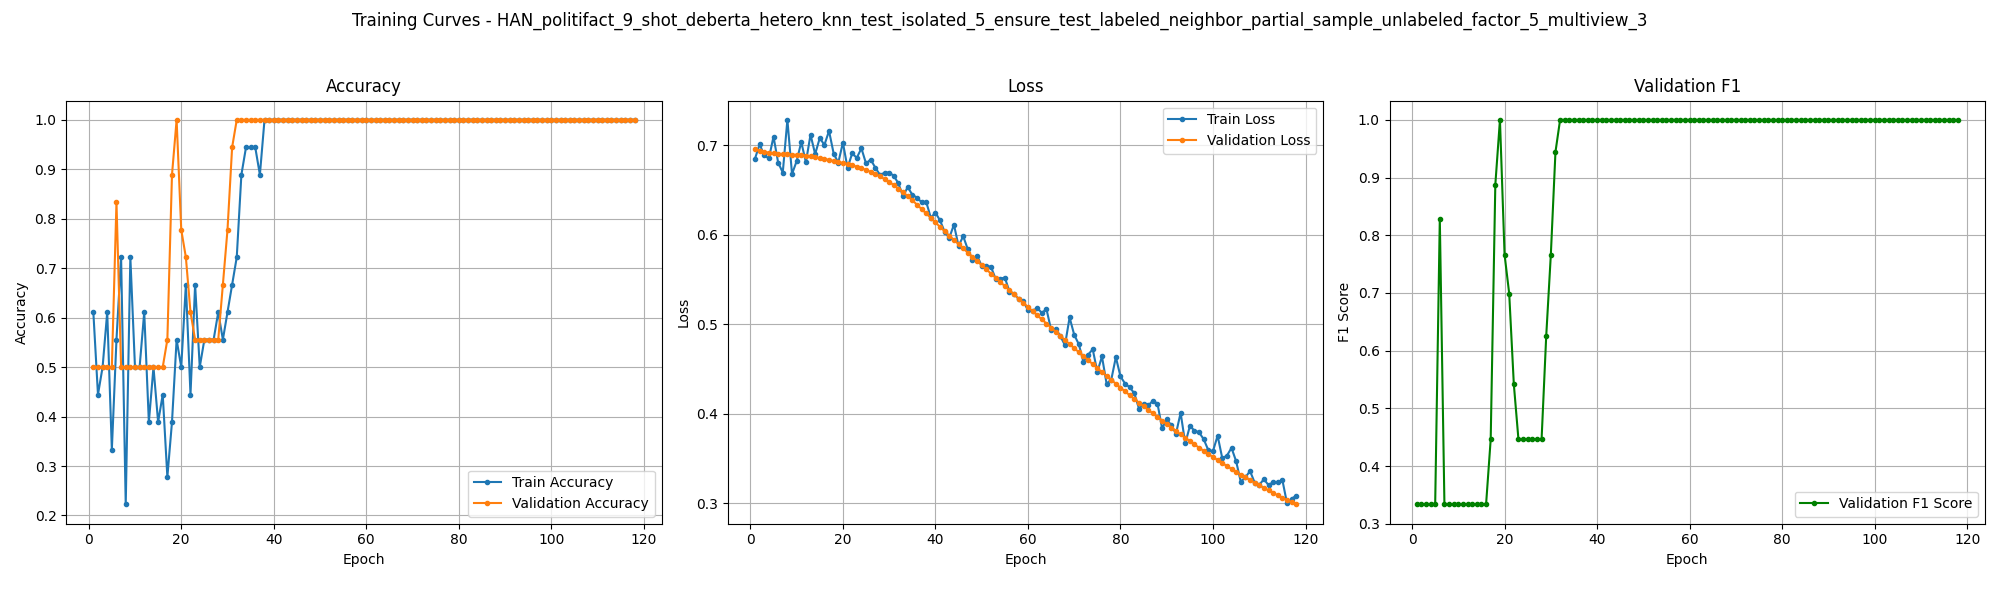 Training Curves - HAN_politifact_9_shot_deberta_hetero_knn_test_isolated_5_ensure_test_labeled_neighbor_partial_sample_unlabeled_factor_5_multiview_3
Accuracy
Accuracy
1.0
0.9
0.8
0.7
0.6
0.5
0.4
0.3
0.2
Train Accuracy
Validation Accuracy
0 20 40 60 80 100 120
Epoch
Loss
Loss
0.7
0.6
0.5
0.4
0.3
Train Loss
Validation Loss
0 20 40 60 80 100 120
Epoch
Validation F1
F1 Score
1.0
0.9
0.8
0.7
0.6
0.5
0.4
0.3
Validation F1 Score
0 20 40 60 80 100 120
Epoch